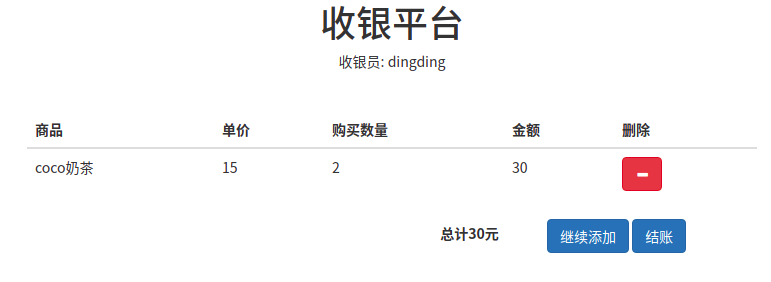 收银平台
收银员: dingding
商品 单价 购买数量 金额 删除
coco奶茶 15 2 30
总计30元 继续添加 结账